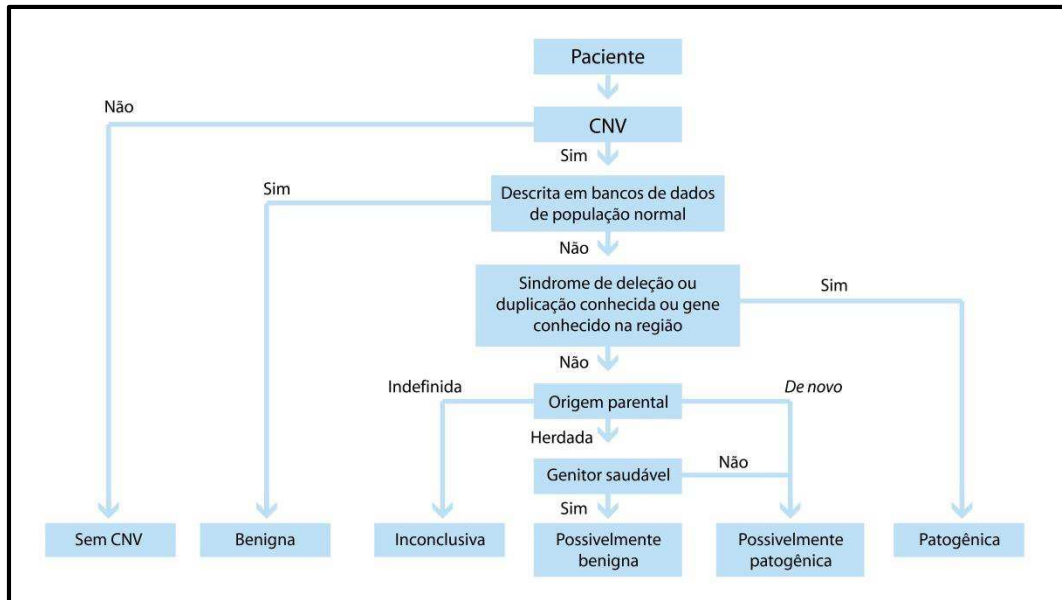 Paciente
Não
CNV
Sim
Sim
Descrita em bancos de dados
de população normal
Não
Sindrome de deleção ou
duplicação conhecida ou gene
conhecido na região
Sim
Não
Indefinida
Origem parental
De novo
Herdada
Genitor saudável
Não
Sim
Sem CNV
Benigna
Inconclusiva
Possivelmente
benigna
Possivelmente
patogênica
Patogênica